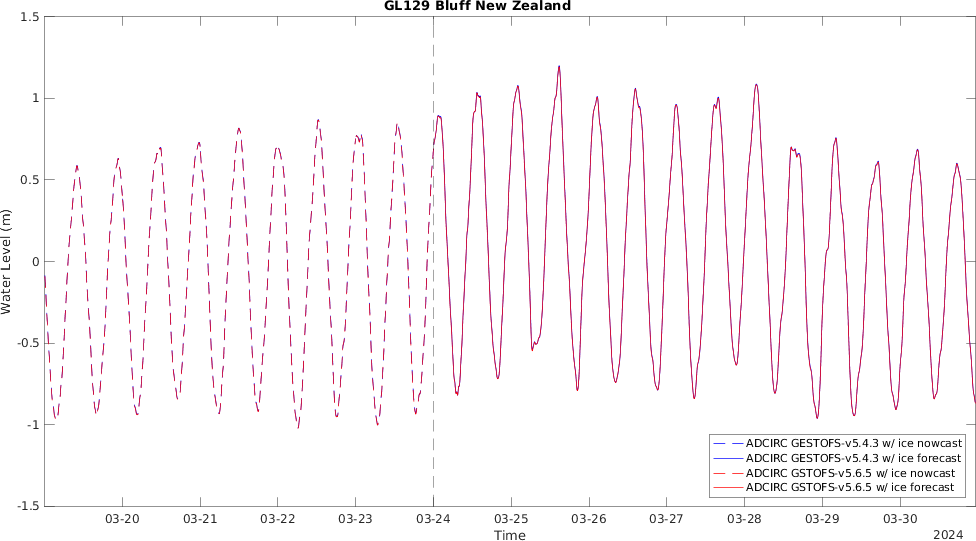 GL129 Bluff New Zealand
1.5
1
0.5
0
-0.5
-1
-1.5
Water Level (m)
03-20 03-21 03-22 03-23 03-24 03-25 03-26 03-27 03-28 03-29 03-30
Time
2024
ADCIRC GESTOFS-v5.4.3 w/ ice nowcast
ADCIRC GESTOFS-v5.4.3 w/ ice forecast
ADCIRC GSTOFS-v5.6.5 w/ ice nowcast
ADCIRC GSTOFS-v5.6.5 w/ ice forecast